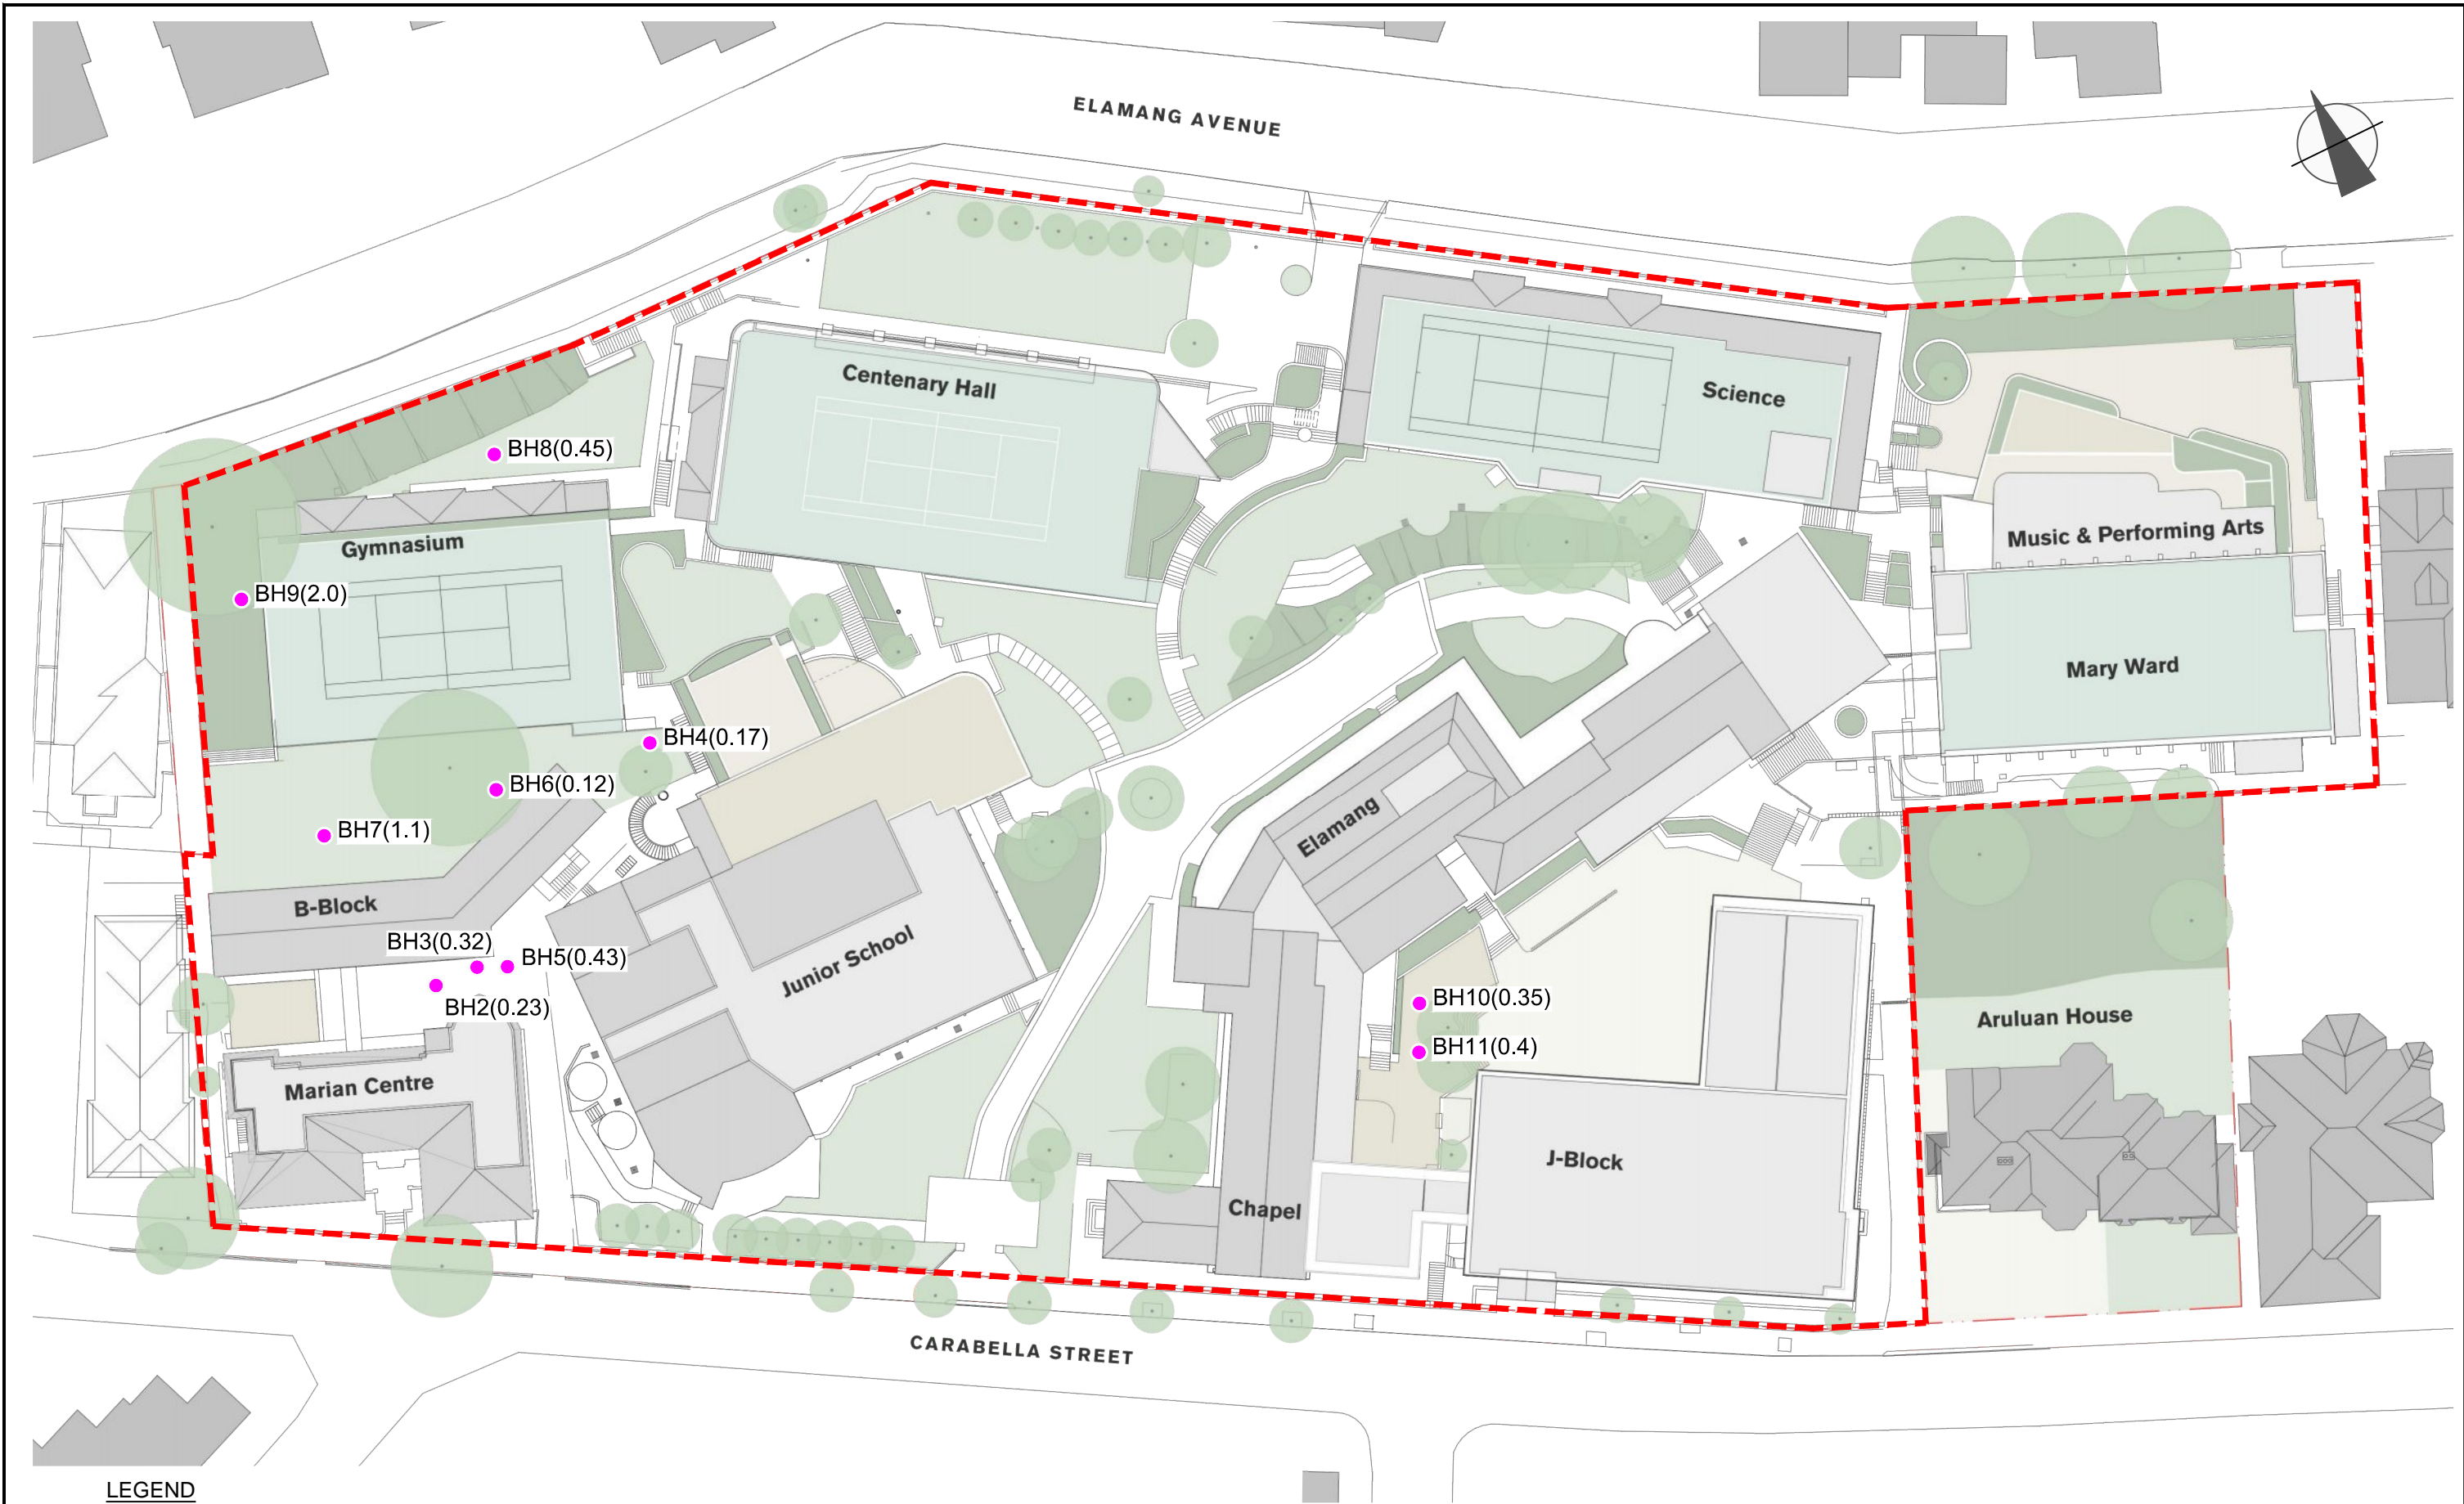 ELAMANG AVENUE
Centenary Hall
Science
BH8(0.45)
Gymnasium
Music & Performing Arts
BH9(2.0)
Mary Ward
BH4(0.17)
BH6(0.12)
BH7(1.1)
Elamang
B-Block
BH3(0.32)
BH5(0.43)
Junior School
BH2(0.23)
BH10(0.35)
Aruluan House
BH11(0.4)
Marian Centre
J-Block
Chapel
CARABELLA STREET
LEGEND